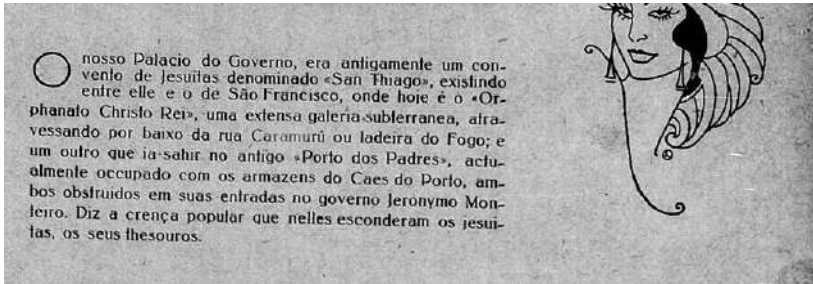 O nosso Palacio do Governo, era antigamente um con-
vento de Jesuitas denominado «San Thiago», existindo
entre elle e o de São Francisco, onde hoje é o «Or-
phanato Christo Rei», uma extensa galeria subterranea, atra-
vessando por baixo da rua Caramurú ou ladeira do Fogo; e
um outro que ia sahir no antigo «Porto dos Padres», actu-
almente occupado com os armazens do Caes do Porto, am-
bos obstruidos em suas entradas no governo Jeronymo Mon-
teiro. Diz a crença popular que nelles esconderam os jesui-
tas, os seus thesouros.